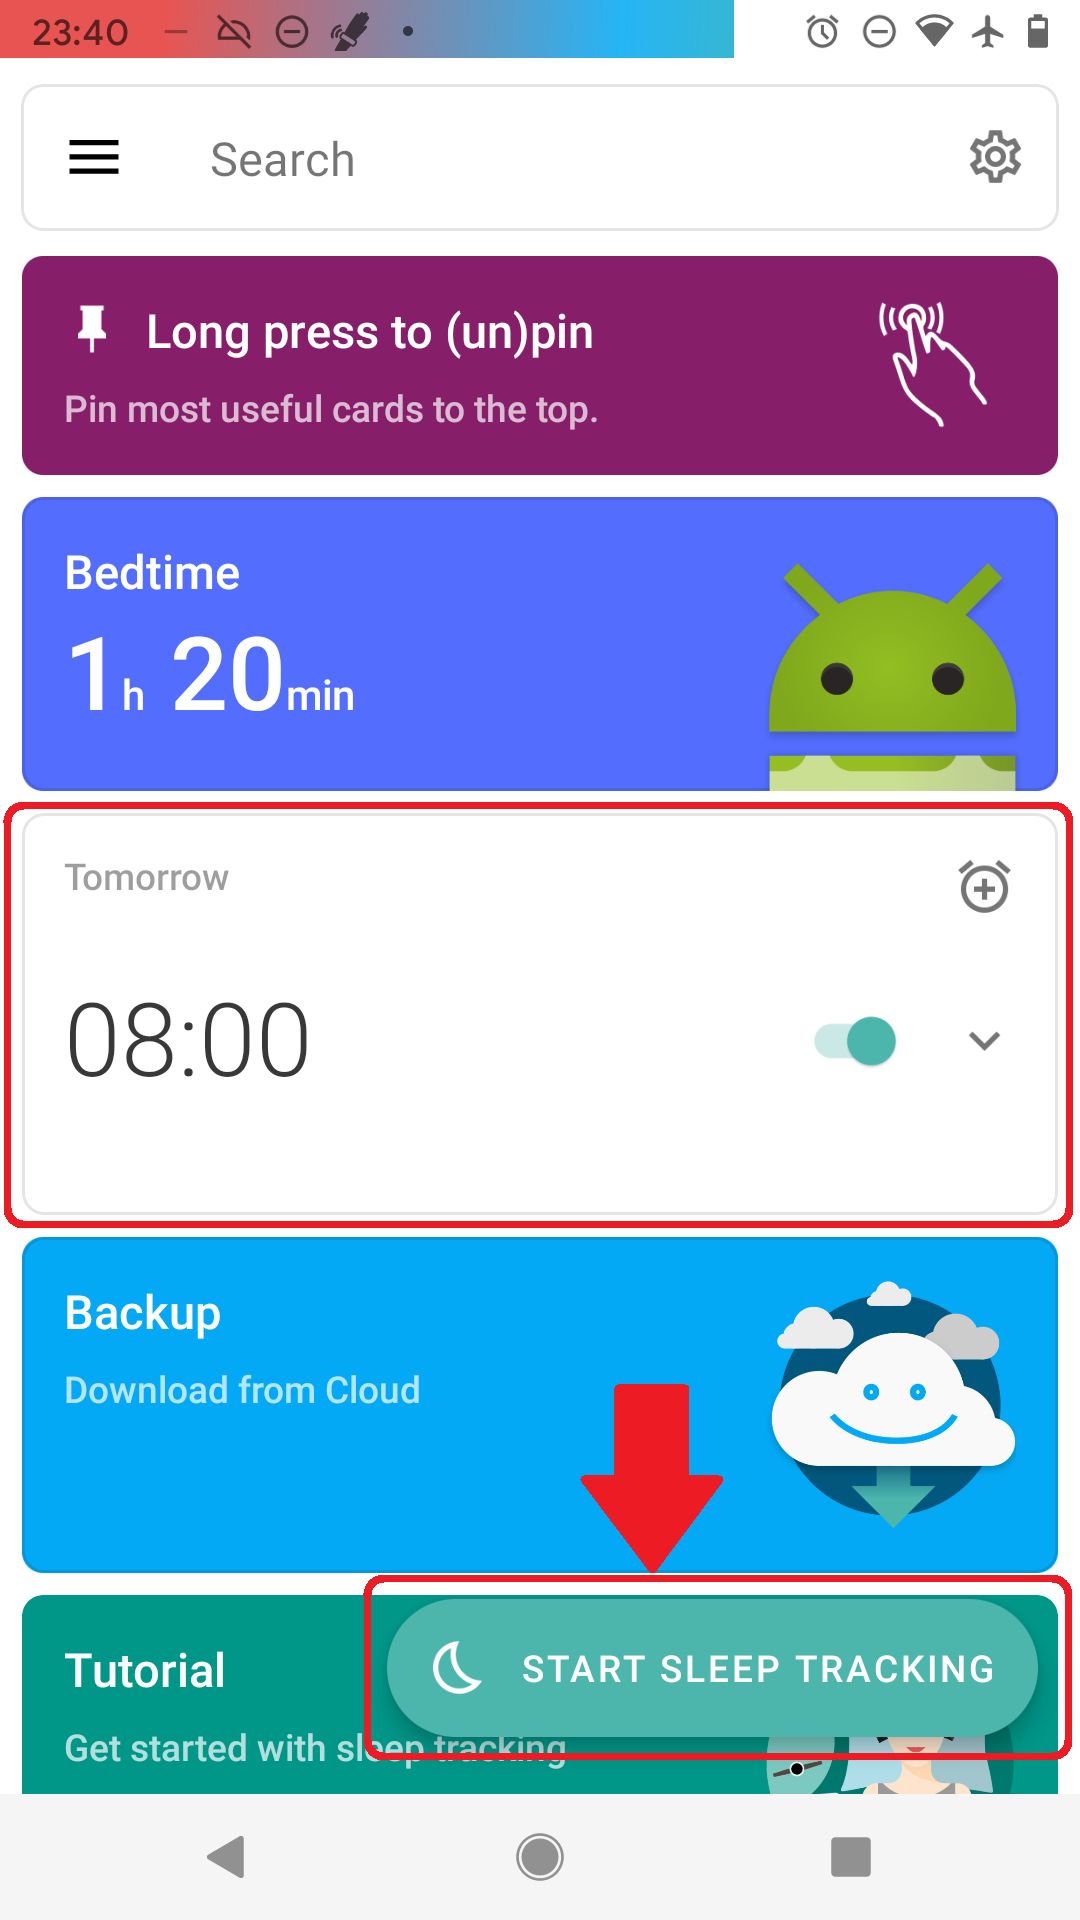 23:40
Search
Long press to (un)pin
Pin most useful cards to the top.
Bedtime
1h 20min
Tomorrow
08:00
Backup
Download from Cloud
START SLEEP TRACKING
Tutorial
Get started with sleep tracking